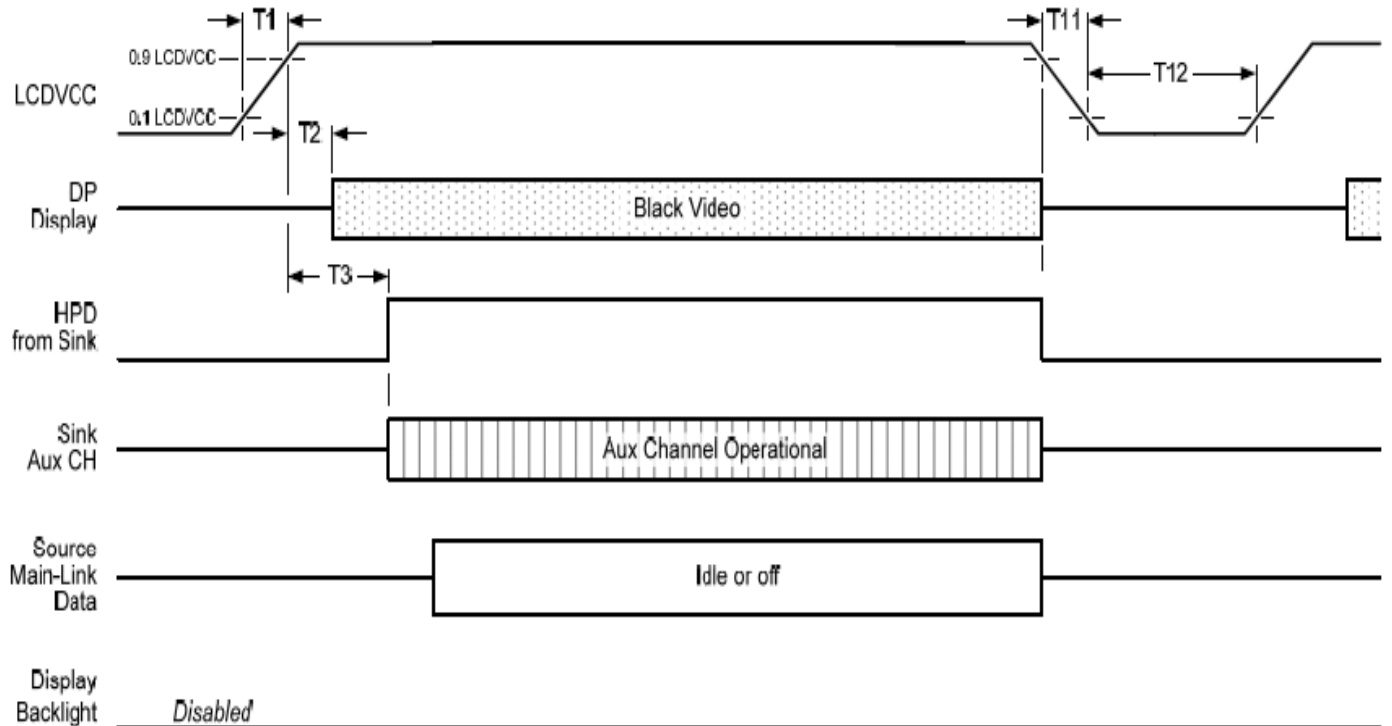 T1
T11
0.9 LCDVCC
T12
LCDVCC
0.1 LCDVCC
T2
DP
Display
Black Video
T3
HPD
from Sink
Sink
Aux CH
Aux Channel Operational
Source
Main-Link
Data
Idle or off
Display
Backlight
Disabled